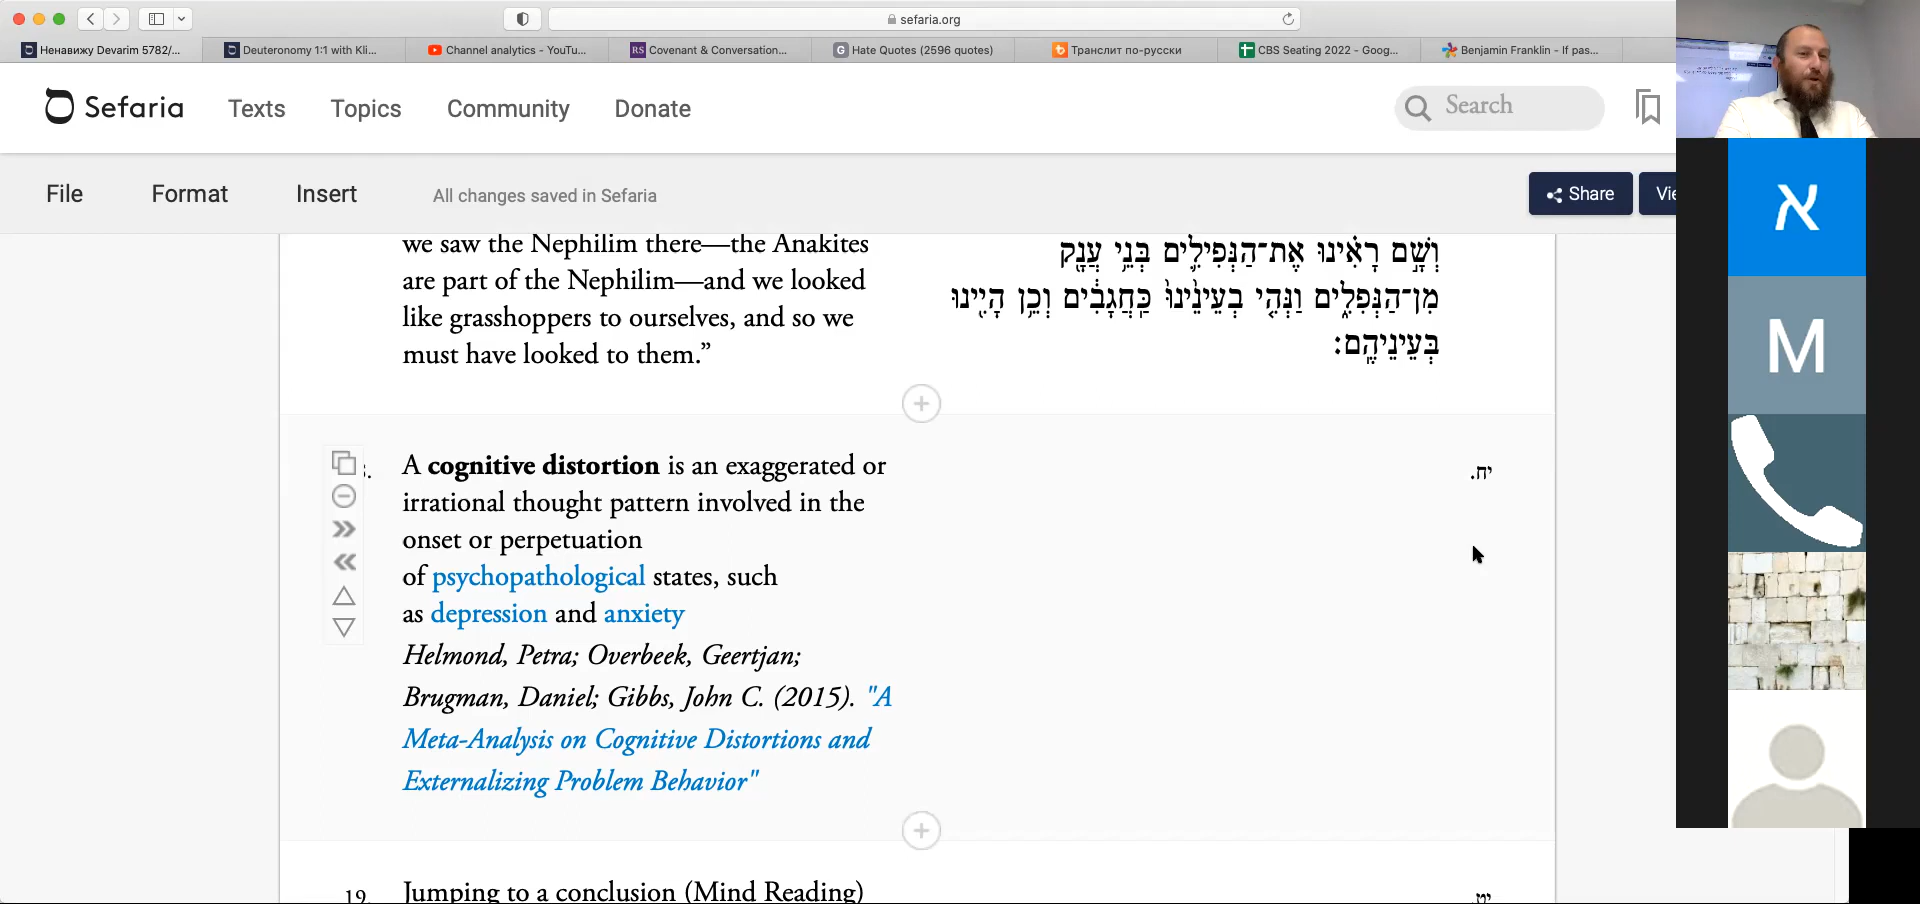 sefaria.org
Ненавижу Devarim 5782/...
Deuteronomy 1:1 with Kli...
Channel analytics - YouTu...
RS Covenant & Conversation...
G Hate Quotes (2596 quotes)
Транслит по-русски
CBS Seating 2022 - Goog...
Benjamin Franklin - If pas...
Sefaria Texts Topics Community Donate Search
File Format Insert All changes saved in Sefaria Share Vie
we saw the Nephilim there—the Anakites
are part of the Nephilim—and we looked
like grasshoppers to ourselves, and so we
must have looked to them.”
וְשָׁ֣ם רָאִ֗ינוּ אֶת־הַנְּפִילִ֛ים בְּנֵ֥י עֲנָ֖ק
מִן־הַנְּפִלִ֑ים וַנְּהִ֤י בְעֵינֵ֙ינוּ֙ כַּֽחֲגָבִ֔ים וְכֵ֥ן הָיִ֖ינוּ
בְּעֵינֵיהֶֽם׃
A cognitive distortion is an exaggerated or
irrational thought pattern involved in the
onset or perpetuation
of psychopathological states, such
as depression and anxiety
Helmond, Petra; Overbeek, Geertjan;
Brugman, Daniel; Gibbs, John C. (2015). "A
Meta-Analysis on Cognitive Distortions and
Externalizing Problem Behavior"
יח.
19. Jumping to a conclusion (Mind Reading)
יט.
א
M